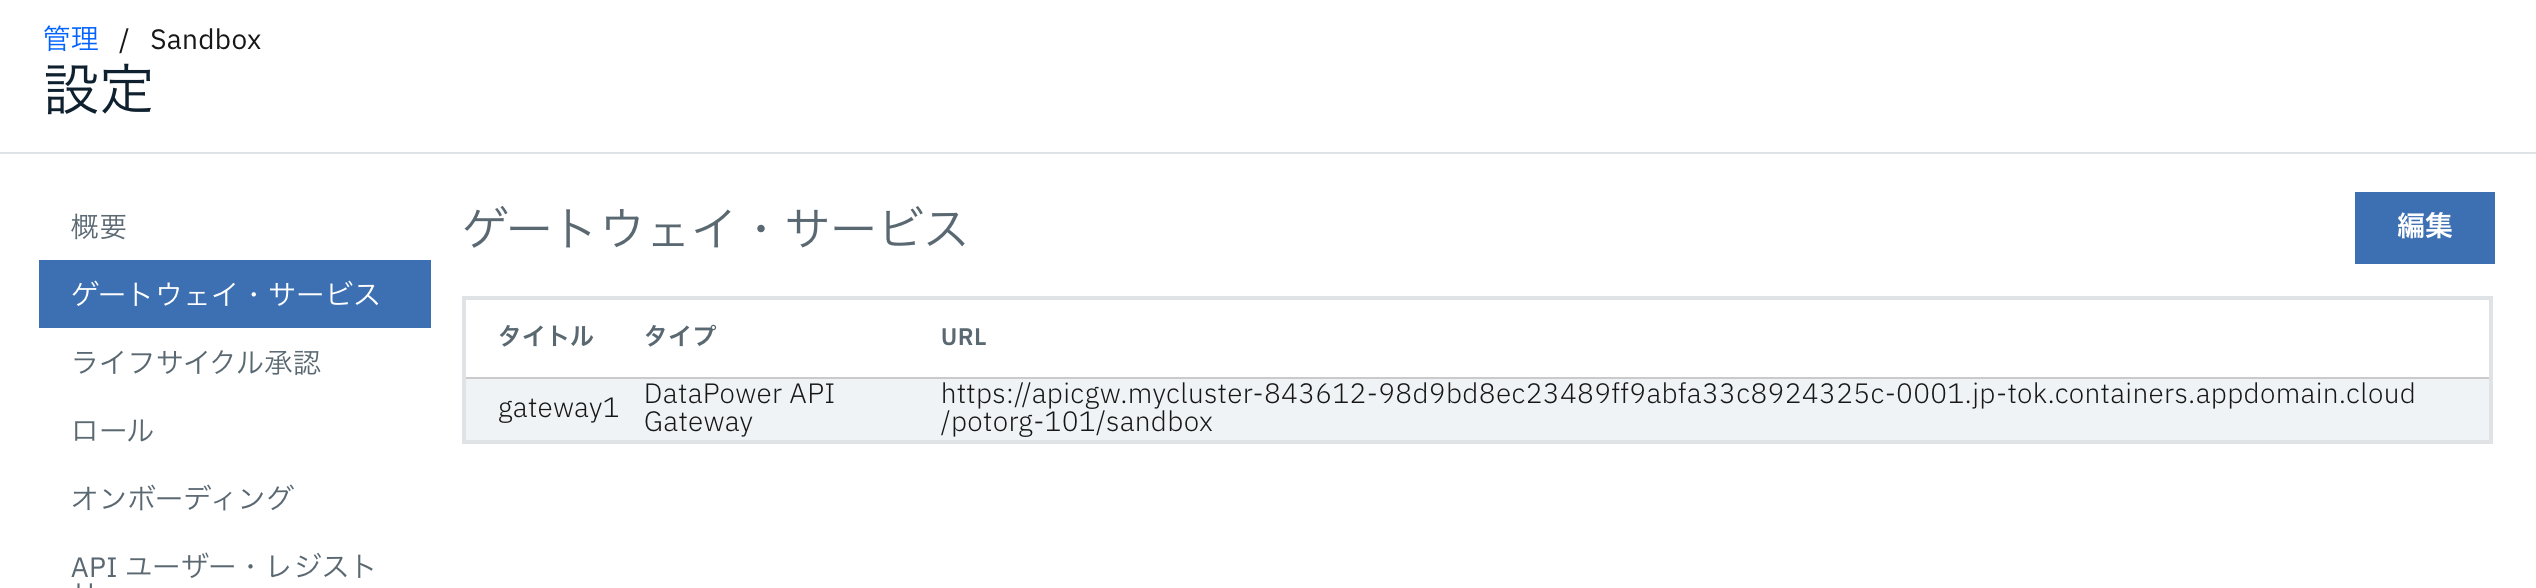 管理 / Sandbox
設定
概要
ゲートウェイ・サービス
ライフサイクル承認
ロール
オンボーディング
API ユーザー・レジスト
ゲートウェイ・サービス
編集
タイトル タイプ URL
gateway1 DataPower API Gateway https://apicgw.mycluster-843612-98d9bd8ec23489ff9abfa33c8924325c-0001.jp-tok.containers.appdomain.cloud
/potorg-101/sandbox